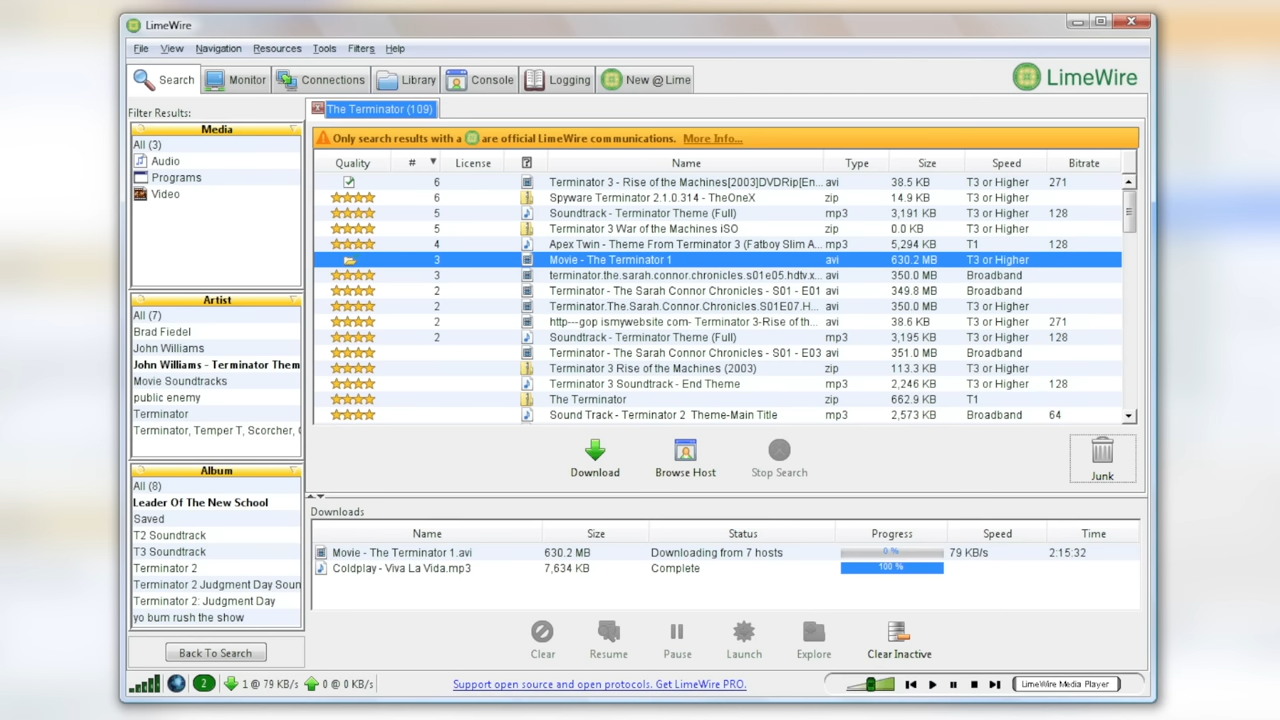 LimeWire
File View Navigation Resources Tools Filters Help
Search Monitor Connections Library Console Logging New @ Lime
LimeWire
Filter Results:
Media
All (3)
Audio
Programs
Video
Artist
All (7)
Brad Fiedel
John Williams
John Williams - Terminator Them
Movie Soundtracks
public enemy
Terminator
Terminator, Temper T, Scorcher,
Album
All (8)
Leader Of The New School
Saved
T2 Soundtrack
T3 Soundtrack
Terminator 2
Terminator 2 Judgment Day Soun
Terminator 2: Judgment Day
yo bum rush the show
Back To Search
The Terminator (109)
Only search results with a are official LimeWire communications. More Info...
Quality # License ? Name Type Size Speed Bitrate
6 Terminator 3 - Rise of the Machines[2003]DVDRip[En... avi 38.5 KB T3 or Higher 271
6 Spyware Terminator 2.1.0.314 - TheOneX zip 14.9 KB T3 or Higher
5 Soundtrack - Terminator Theme (Full) mp3 3,191 KB T3 or Higher 128
5 Terminator 3 War of the Machines iSO zip 0.0 KB T3 or Higher
4 Apex Twin - Theme From Terminator 3 (Fatboy Slim A... mp3 5,294 KB T1 128
3 Movie - The Terminator 1 avi 630.2 MB T3 or Higher
3 terminator.the.sarah.connor.chronicles.s01e05.hdtv.x... avi 350.0 MB Broadband
2 Terminator - The Sarah Connor Chronicles - S01 - E01 avi 349.8 MB Broadband
2 Terminator.The.Sarah.Connor.Chronicles.S01E07.H... avi 350.0 MB T3 or Higher
2 http---gop ismywebsite com- Terminator 3-Rise of th... avi 38.6 KB T3 or Higher 271
2 Soundtrack - Terminator Theme (Full) mp3 3,195 KB T3 or Higher 128
Terminator - The Sarah Connor Chronicles - S01 - E03 avi 351.0 MB Broadband
Terminator 3 Rise of the Machines (2003) zip 113.3 KB T3 or Higher
Terminator 3 Soundtrack - End Theme mp3 2,246 KB T3 or Higher 128
The Terminator zip 662.9 KB T1
Sound Track - Terminator 2 Theme-Main Title mp3 2,573 KB Broadband 64
Download Browse Host Stop Search Junk
Downloads
Name Size Status Progress Speed Time
Movie - The Terminator 1.avi 630.2 MB Downloading from 7 hosts 0 % 79 KB/s 2:15:32
Coldplay - Viva La Vida.mp3 7,634 KB Complete 100 %
Clear Resume Pause Launch Explore Clear Inactive
2 1 @ 79 KB/s 0 @ 0 KB/s Support open source and open protocols. Get LimeWire PRO. LimeWire Media Player